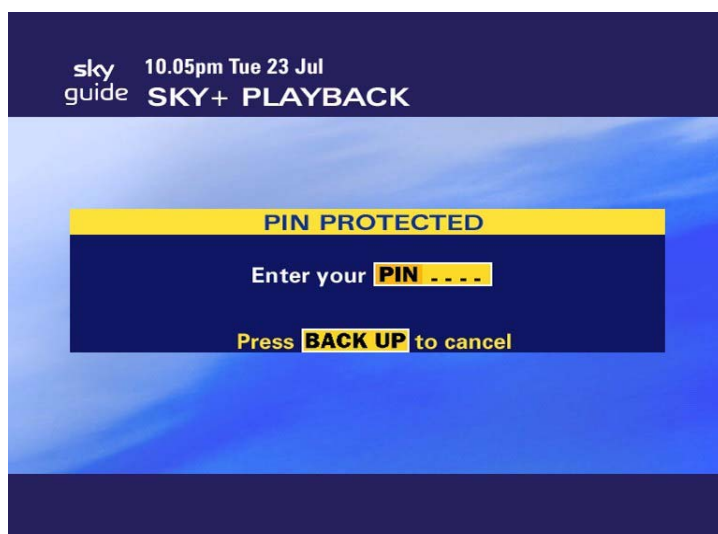 sky 10.05pm Tue 23 Jul
guide SKY+ PLAYBACK
PIN PROTECTED
Enter your PIN _ _ _ _
Press BACK UP to cancel